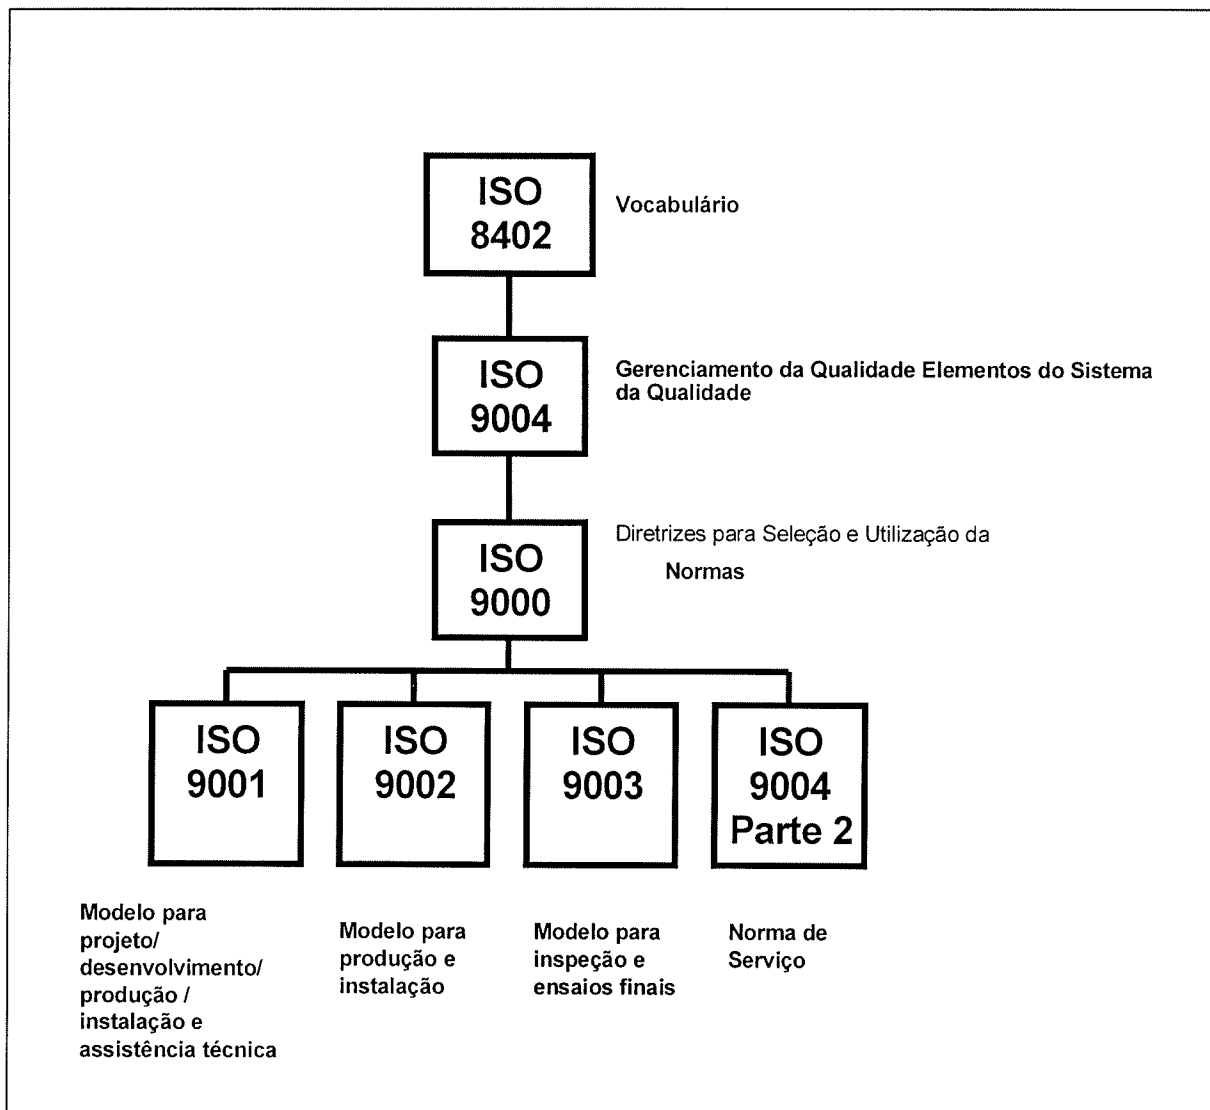 ISO
8402
Vocabulário
ISO
9004
Gerenciamento da Qualidade Elementos do Sistema
da Qualidade
ISO
9000
Diretrizes para Seleção e Utilização da
Normas
ISO
9001
ISO
9002
ISO
9003
ISO
9004
Parte 2
Modelo para
projeto/
desenvolvimento/
produção /
instalação e
assistência técnica
Modelo para
produção e
instalação
Modelo para
inspeção e
ensaios finais
Norma de
Serviço